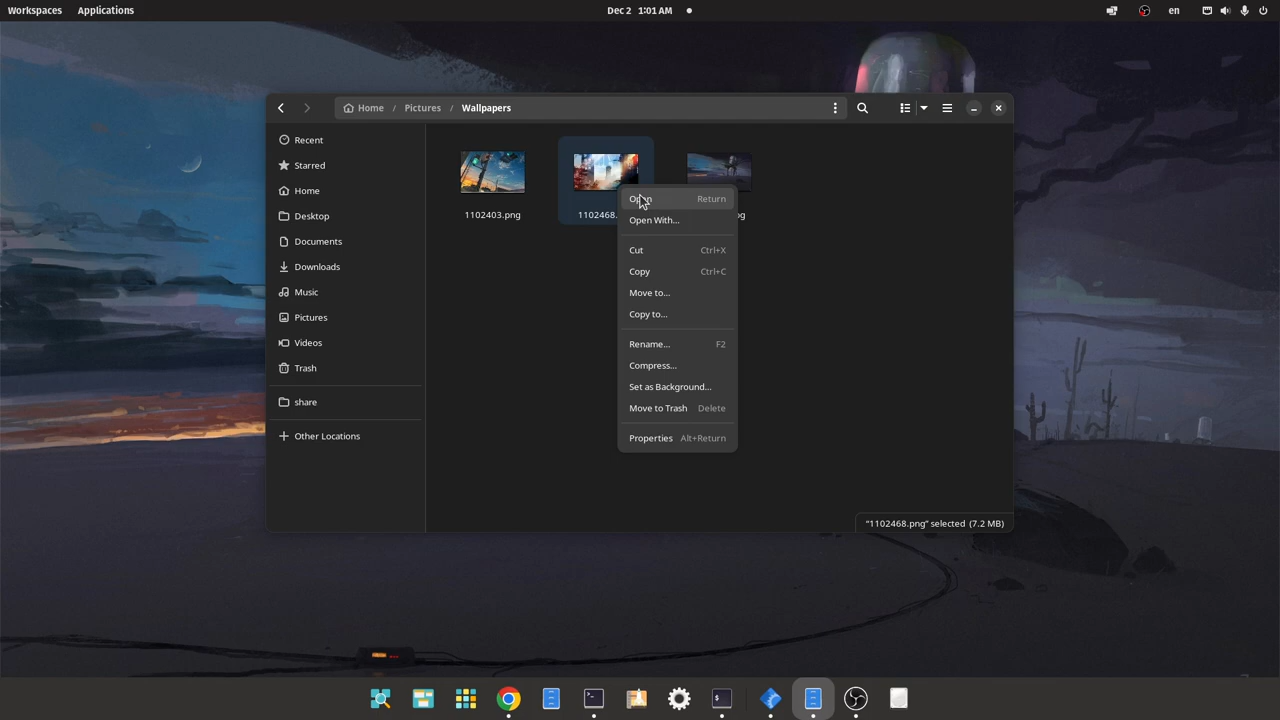 Workspaces Applications Dec 2 1:01 AM en
Home / Pictures / Wallpapers
Recent
Starred
Home
Desktop
Documents
Downloads
Music
Pictures
Videos
Trash
share
Other Locations
1102403.png
1102468.
Open Return
Open With...
Cut Ctrl+X
Copy Ctrl+C
Move to...
Copy to...
Rename... F2
Compress...
Set as Background...
Move to Trash Delete
Properties Alt+Return
"1102468.png" selected (7.2 MB)